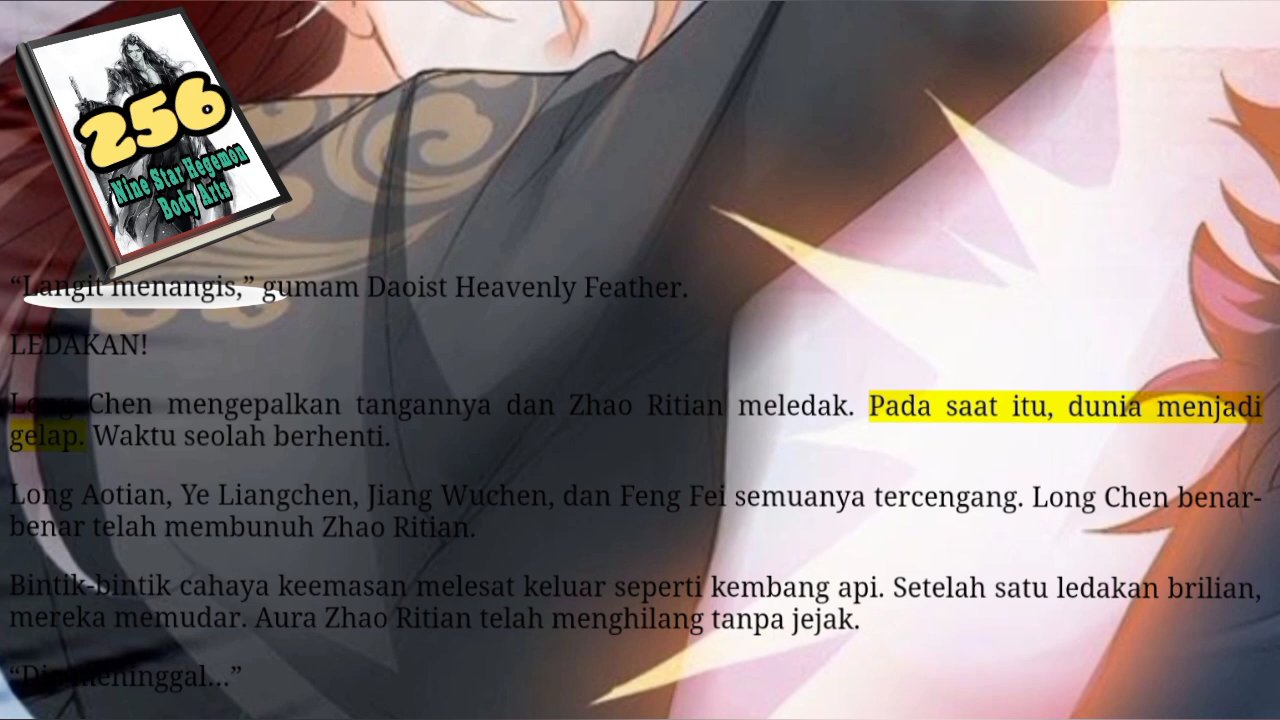 256
Nine Star Hegemon
Body Arts
“Langit menangis,” gumam Daoist Heavenly Feather.
LEDAKAN!
Long Chen mengepalkan tangannya dan Zhao Ritian meledak. Pada saat itu, dunia menjadi
gelap. Waktu seolah berhenti.
Long Aotian, Ye Liangchen, Jiang Wuchen, dan Feng Fei semuanya tercengang. Long Chen benar-
benar telah membunuh Zhao Ritian.
Bintik-bintik cahaya keemasan melesat keluar seperti kembang api. Setelah satu ledakan brilian,
mereka memudar. Aura Zhao Ritian telah menghilang tanpa jejak.
“Dia meninggal…”